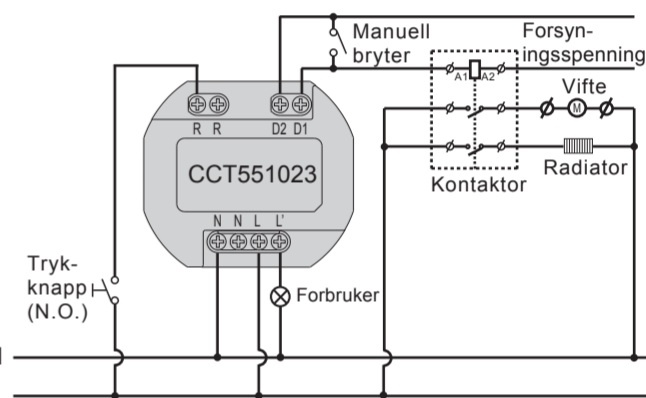 Manuell
bryter
Forsyn-
ingsspenning
A1 A2
Vifte
M
R R D2 D1
CCT551023
Radiator
Kontaktor
N N L L'
Tryk-
knapp
(N.O.)
Forbruker